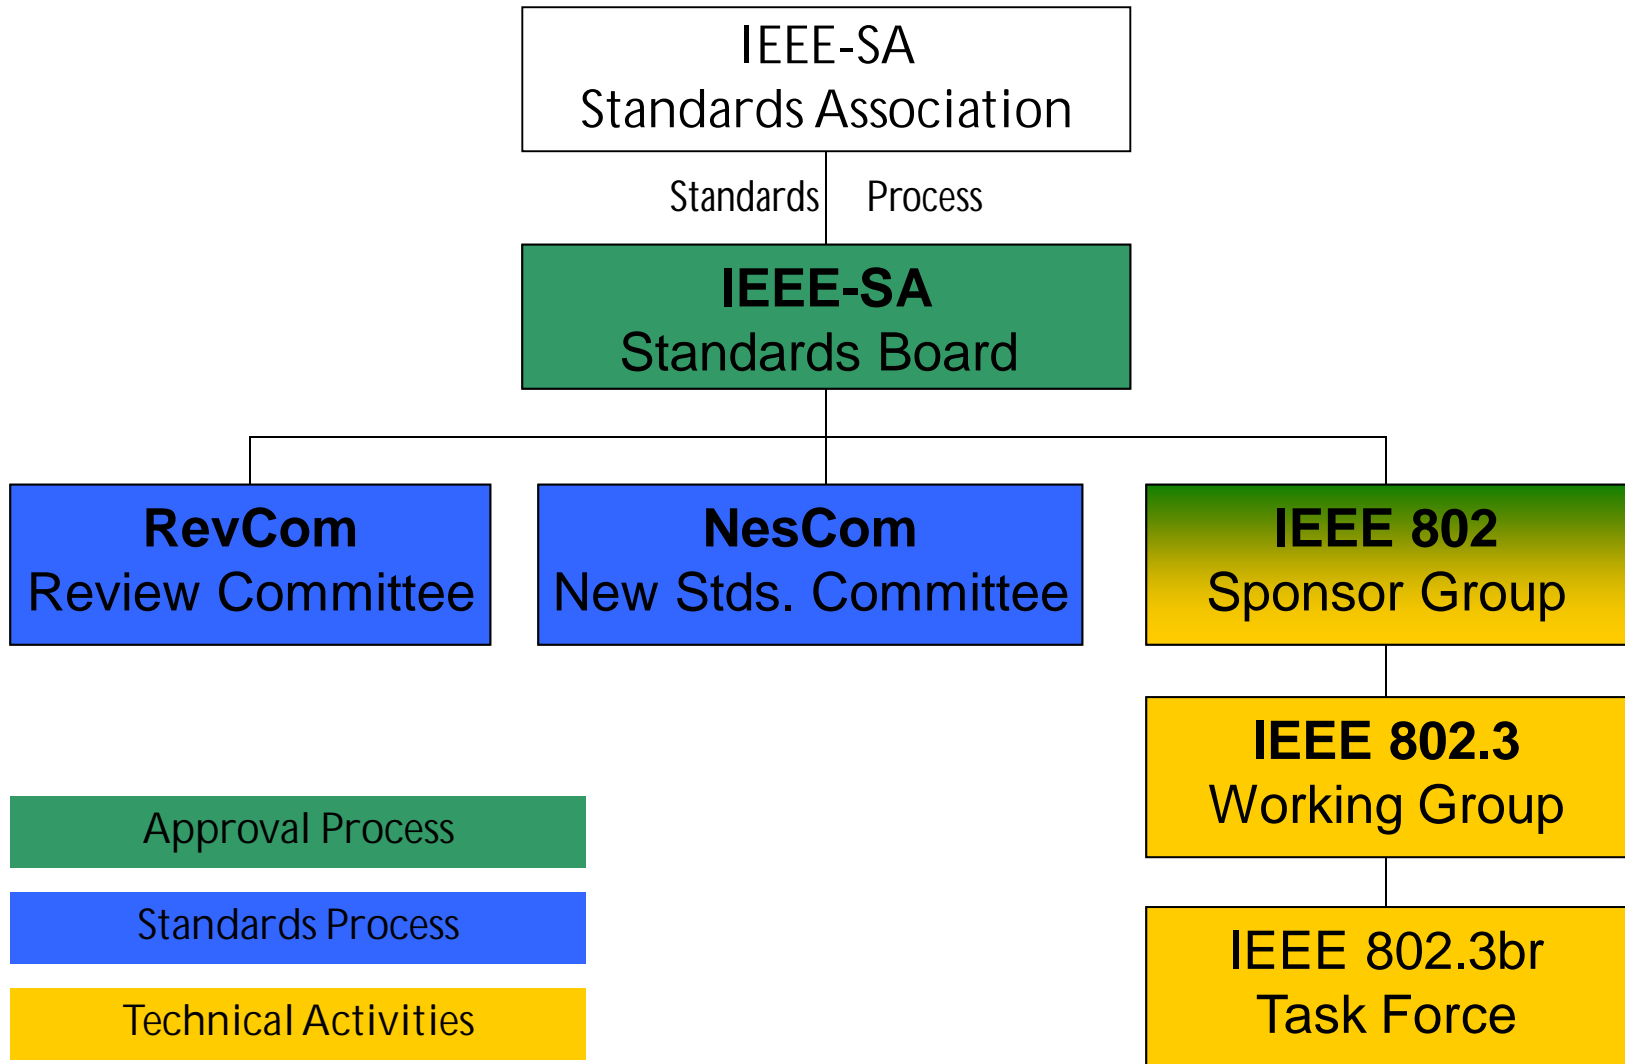 IEEE-SA
Standards Association
Standards Process
IEEE-SA
Standards Board
RevCom
Review Committee
NesCom
New Stds. Committee
IEEE 802
Sponsor Group
IEEE 802.3
Working Group
IEEE 802.3br
Task Force
Approval Process
Standards Process
Technical Activities